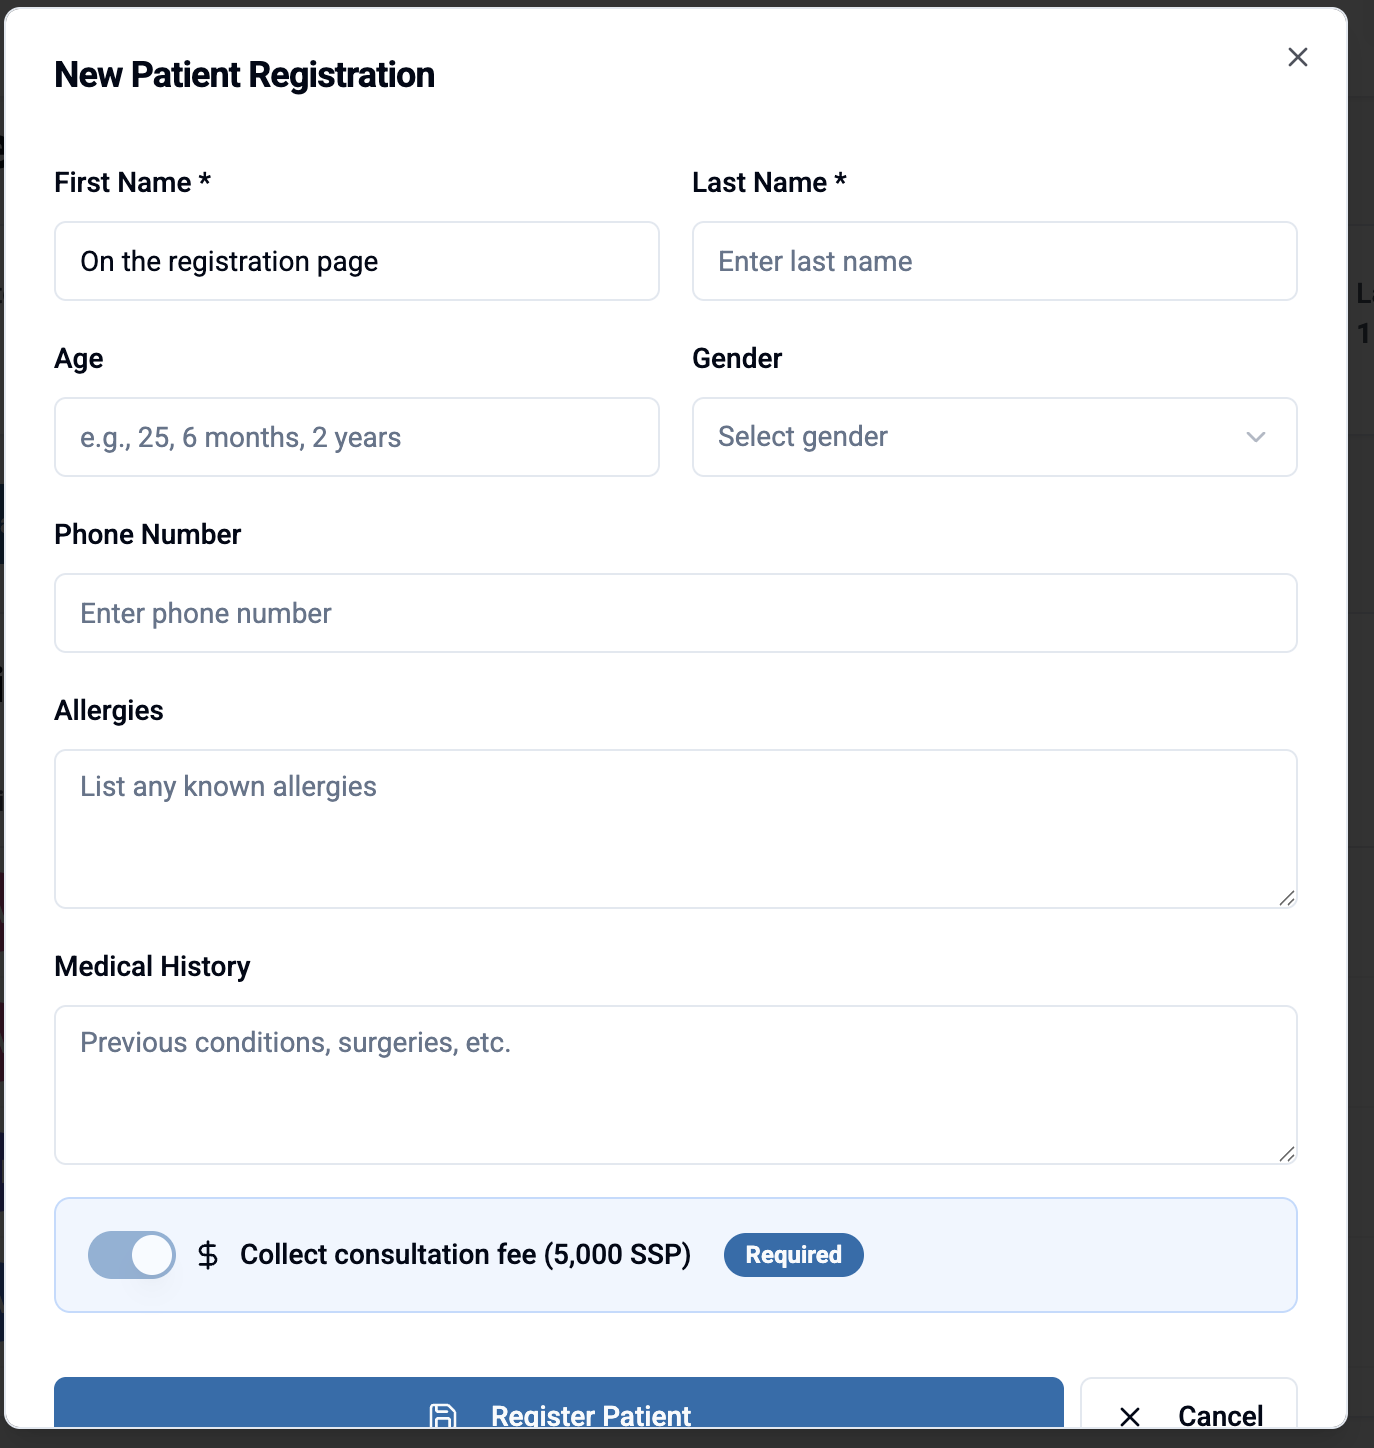 New Patient Registration
First Name *
Last Name *
On the registration page
Enter last name
Age
Gender
e.g., 25, 6 months, 2 years
Select gender
Phone Number
Enter phone number
Allergies
List any known allergies
Medical History
Previous conditions, surgeries, etc.
$ Collect consultation fee (5,000 SSP) Required
Register Patient
Cancel